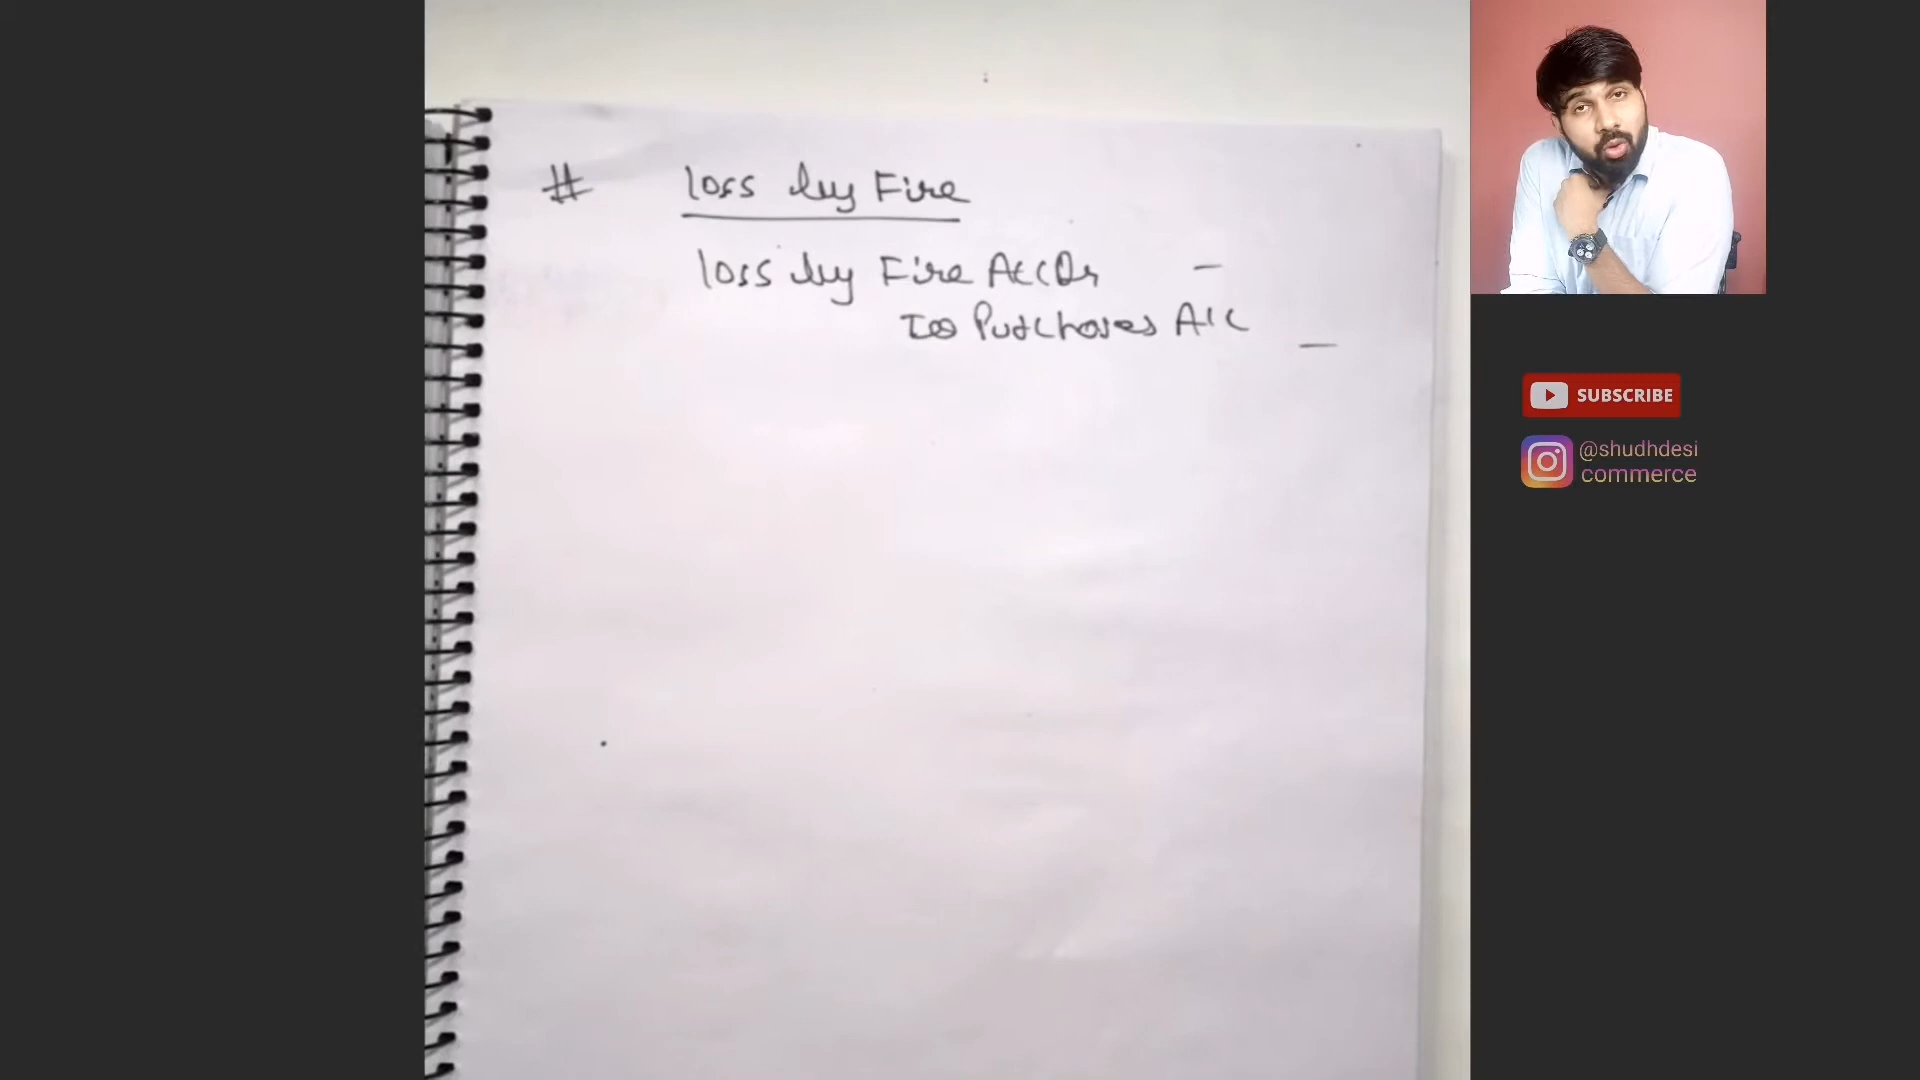 # Loss by Fire
Loss by Fire A/C Dr —
To Purchases A/C —
SUBSCRIBE
@shudhdesi
commerce